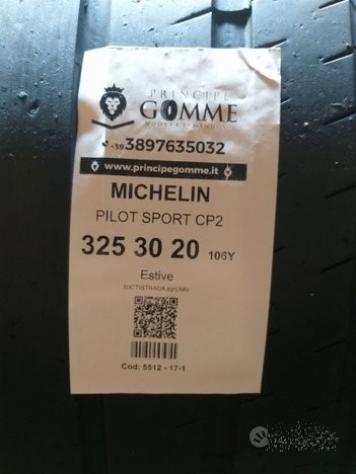 PRINCIPE
GOMME
+39 3897635032
www.principegomme.it
MICHELIN
PILOT SPORT CP2
325 30 20 106Y
Estive
Cod: 5512 - 17-1